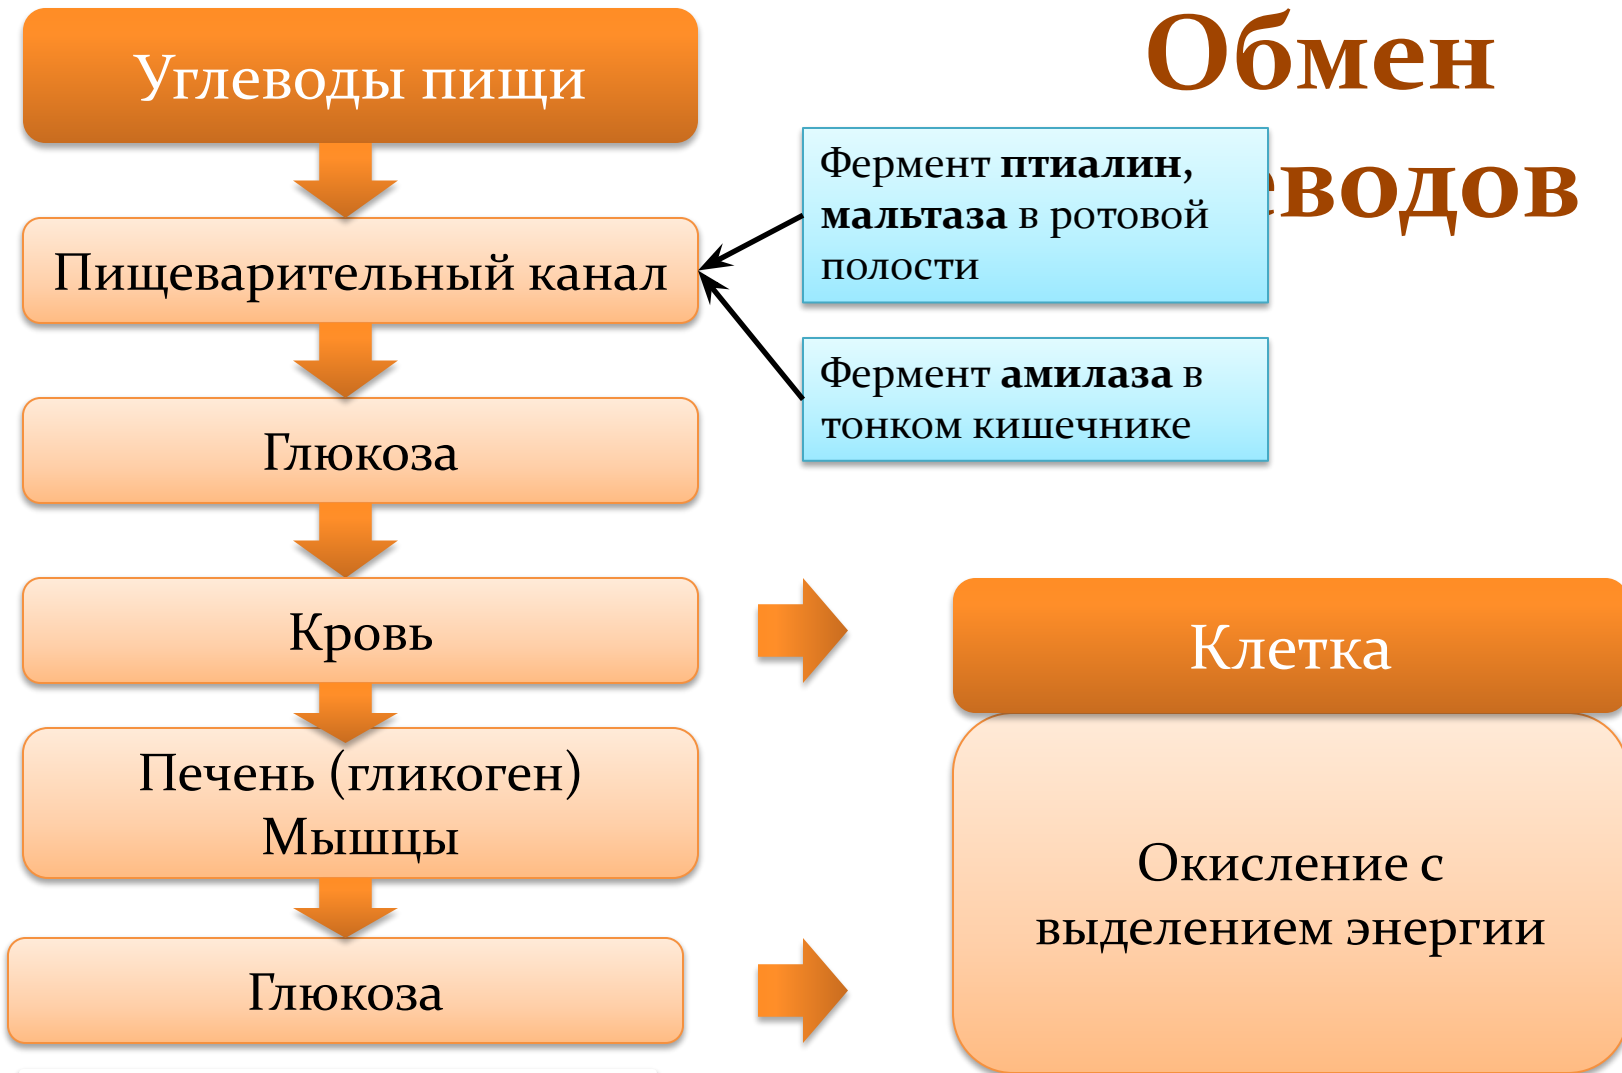 Обмен
еводов
Углеводы пищи
Фермент птиалин,
мальтаза в ротовой
полости
Пищеварительный канал
Фермент амилаза в
тонком кишечнике
Глюкоза
Кровь
Клетка
Печень (гликоген)
Мышцы
Окисление с
выделением энергии
Глюкоза